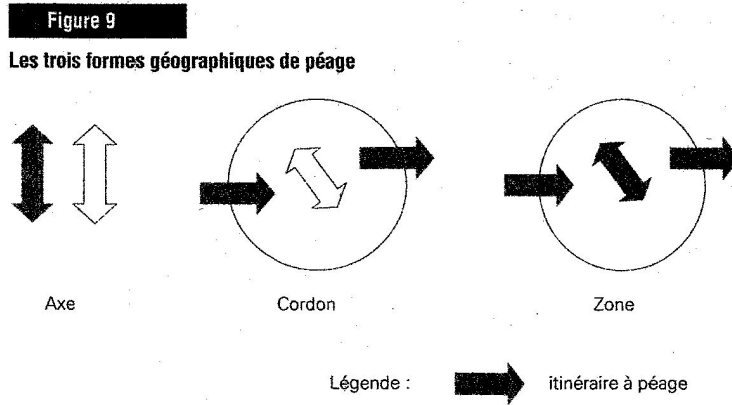 Figure 9
Les trois formes géographiques de péage
Axe
Cordon
Zone
Légende :
itinéraire à péage